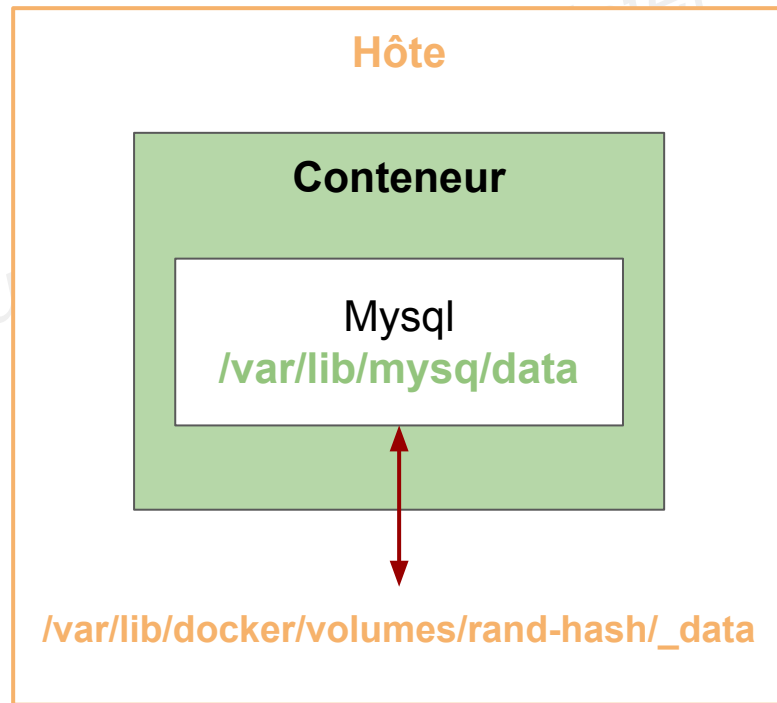 Hôte
Conteneur
Mysql
/var/lib/mysq/data
/var/lib/docker/volumes/rand-hash/_data